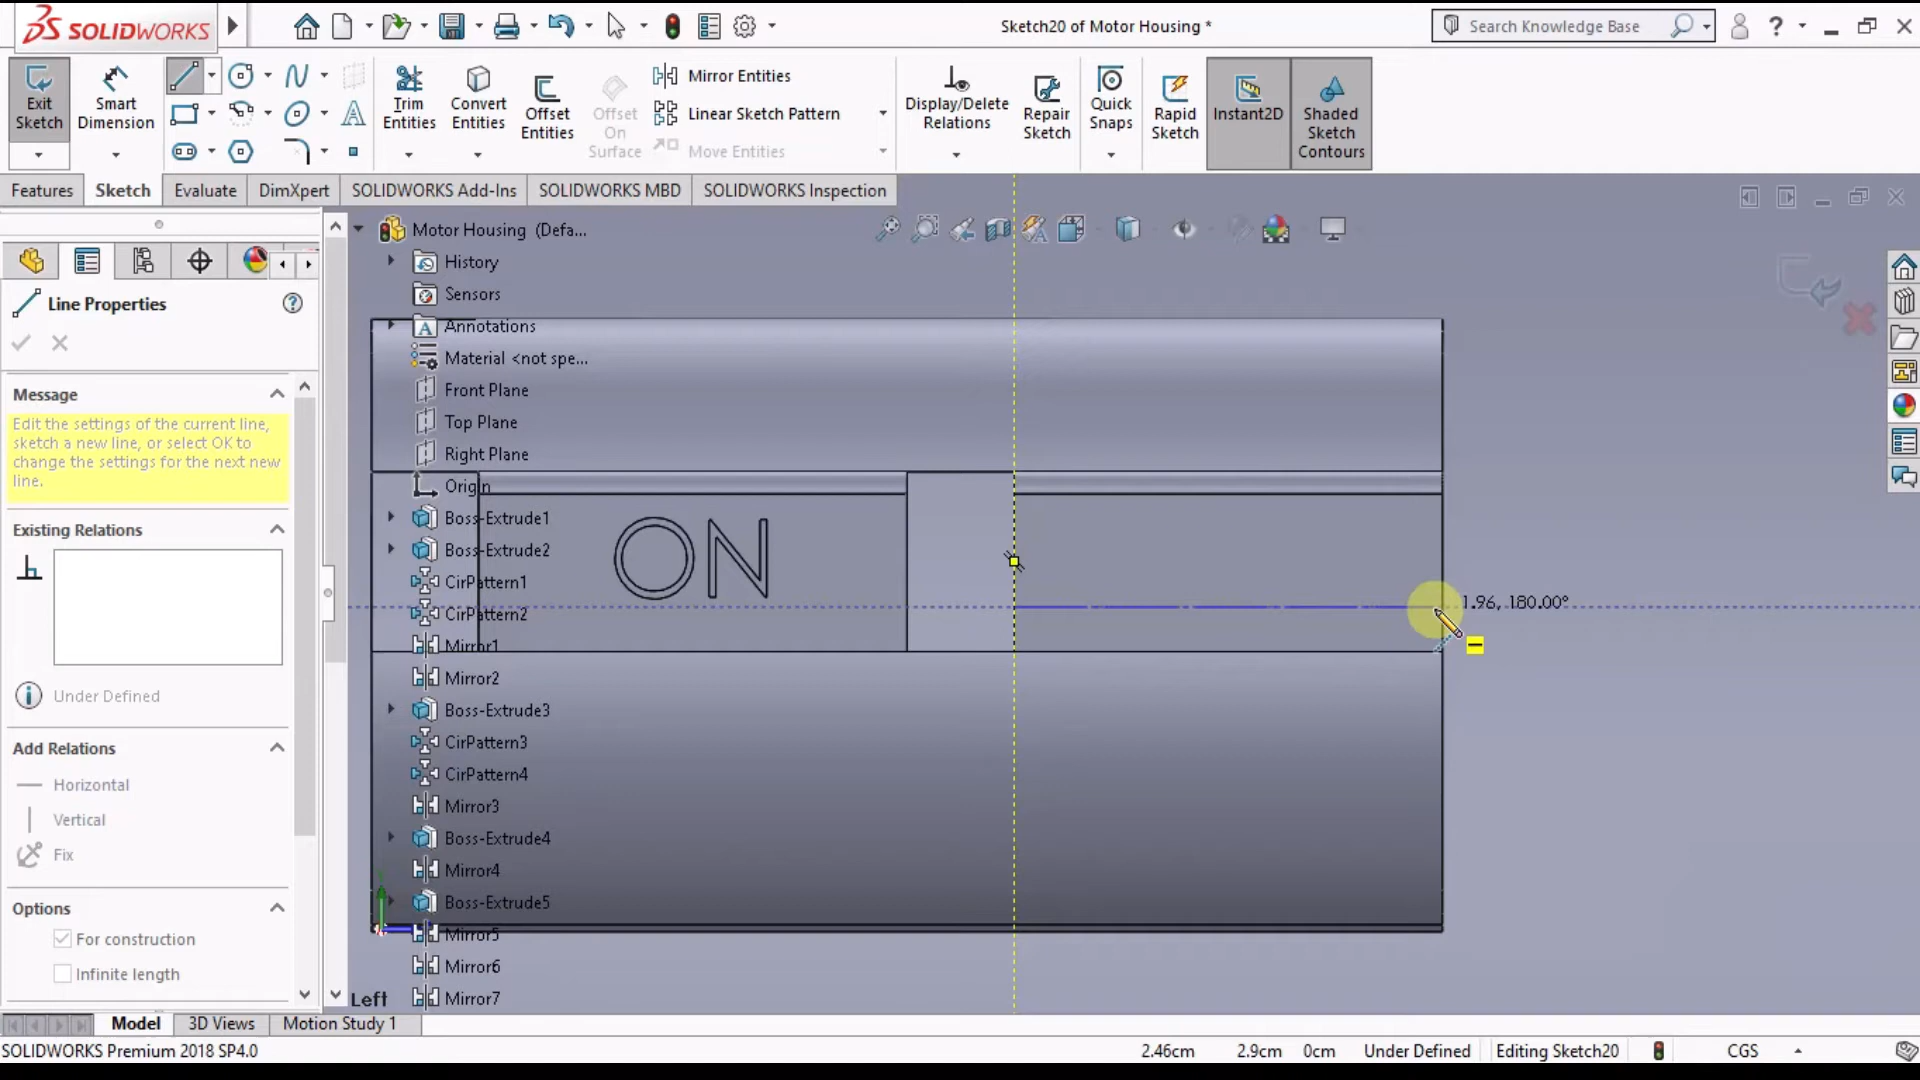 SOLIDWORKS
Sketch20 of Motor Housing *
Search Knowledge Base
?
Exit Sketch
Smart Dimension
Trim Entities
Convert Entities
Offset Entities
Offset On Surface
Mirror Entities
Linear Sketch Pattern
Move Entities
Display/Delete Relations
Repair Sketch
Quick Snaps
Rapid Sketch
Instant2D
Shaded Sketch Contours
Features
Sketch
Evaluate
DimXpert
SOLIDWORKS Add-Ins
SOLIDWORKS MBD
SOLIDWORKS Inspection
Line Properties
?
Message
Edit the settings of the current line,
sketch a new line, or select OK to
change the settings for the next new
line.
Existing Relations
Under Defined
Add Relations
Horizontal
Vertical
Fix
Options
For construction
Infinite length
Motor Housing (Defa...
History
Sensors
Annotations
Material <not spe...
Front Plane
Top Plane
Right Plane
Origin
Boss-Extrude1
Boss-Extrude2
CirPattern1
CirPattern2
Mirror1
Mirror2
Boss-Extrude3
CirPattern3
CirPattern4
Mirror3
Boss-Extrude4
Mirror4
Boss-Extrude5
Mirror5
Mirror6
Mirror7
ON
1.96, 180.00°
Left
Model
3D Views
Motion Study 1
SOLIDWORKS Premium 2018 SP4.0
2.46cm
2.9cm
0cm
Under Defined
Editing Sketch20
CGS